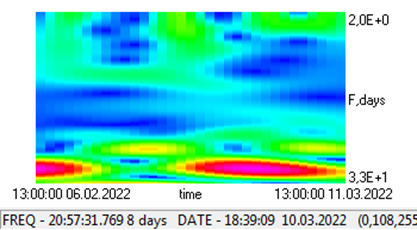 2,0E+0
F,days
3,3E+1
13:00:00 06.02.2022 time 13:00:00 11.03.2022
FREQ - 20:57:31.769 8 days DATE - 18:39:09 10.03.2022 (0,108,255